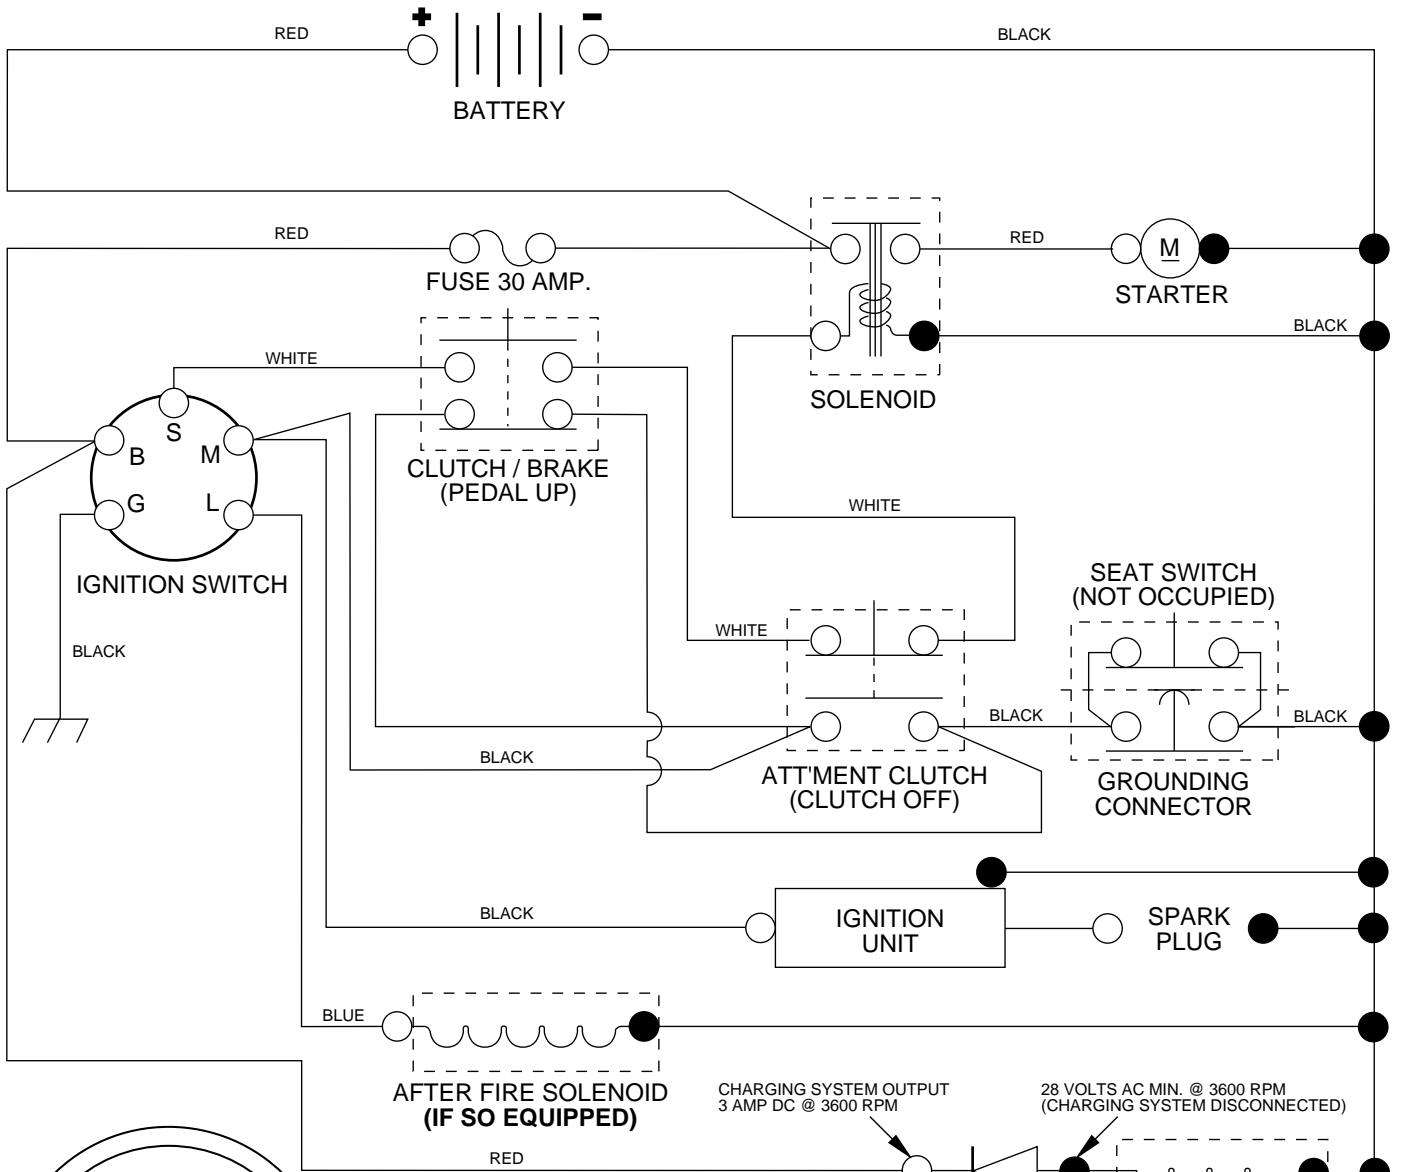 + −
RED
BLACK
BATTERY
RED
RED
M
FUSE 30 AMP.
STARTER
BLACK
WHITE
SOLENOID
S
B
M
CLUTCH / BRAKE
(PEDAL UP)
G
L
WHITE
IGNITION SWITCH
SEAT SWITCH
(NOT OCCUPIED)
WHITE
BLACK
BLACK
BLACK
BLACK
ATT'MENT CLUTCH
(CLUTCH OFF)
GROUNDING
CONNECTOR
BLACK
IGNITION
UNIT
SPARK
PLUG
BLUE
AFTER FIRE SOLENOID
(IF SO EQUIPPED)
CHARGING SYSTEM OUTPUT
3 AMP DC @ 3600 RPM
28 VOLTS AC MIN. @ 3600 RPM
(CHARGING SYSTEM DISCONNECTED)
RED